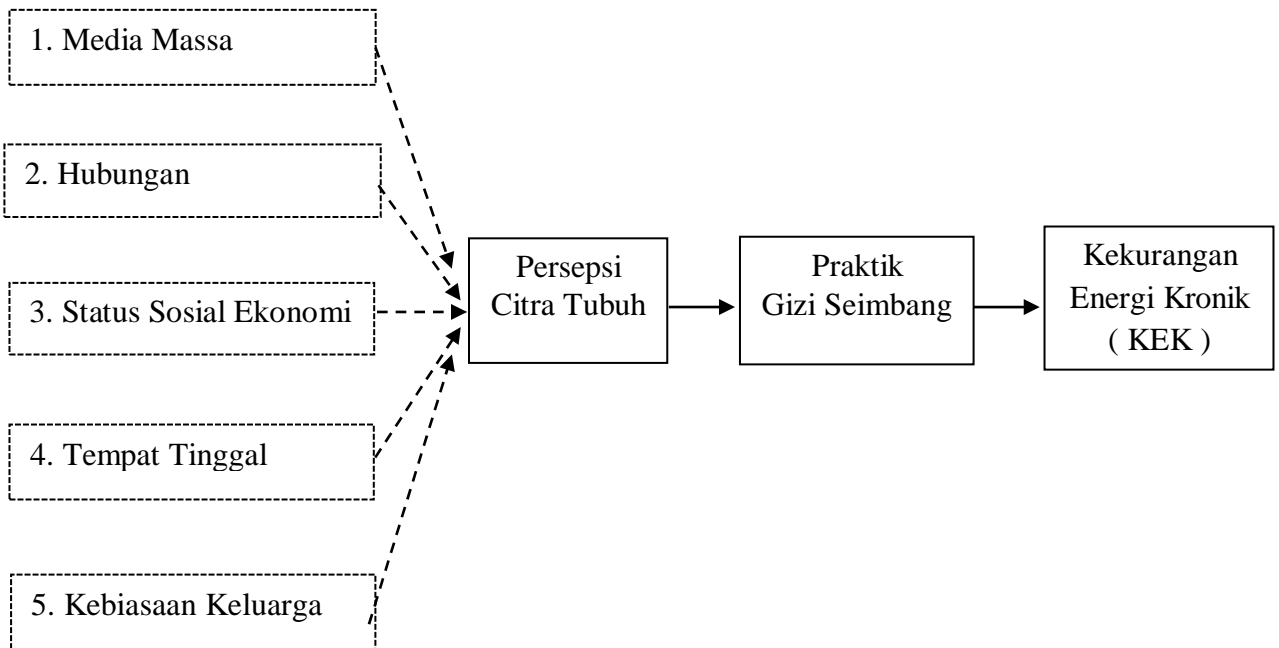 1. Media Massa
2. Hubungan
3. Status Sosial Ekonomi
4. Tempat Tinggal
5. Kebiasaan Keluarga
Persepsi
Citra Tubuh
Praktik
Gizi Seimbang
Kekurangan
Energi Kronik
( KEK )